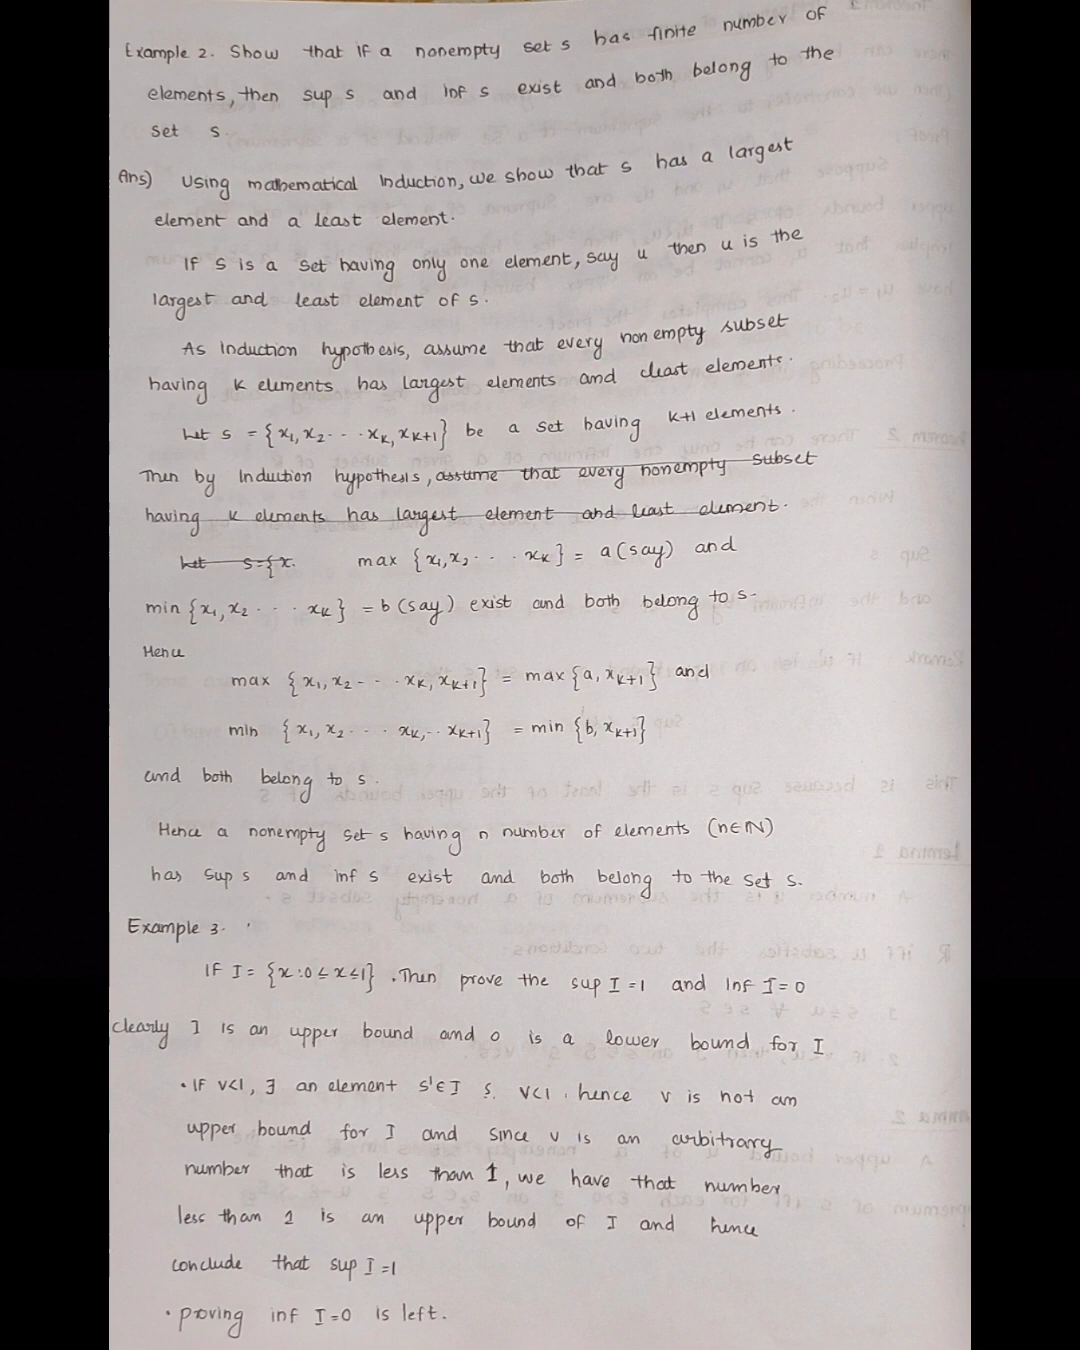 Example 2. Show that if a nonempty set s has finite number of
elements, then sup s and inf s exist and both belong to the
set s.
Ans) Using mathematical Induction, we show that s has a largest
element and a least element.
If s is a set having only one element, say u then u is the
largest and least element of s.
As Induction hypothesis, assume that every nonempty subset
having k elements has largest elements and least elements.
Let s = {x₁, x₂ - - . xₖ, xₖ₊₁} be a set having k+1 elements.
Then by Induction hypothesis, assume that every nonempty subset
having k elements has largest element and least element.
Let s={x. max {x₁, x₂ . . . xₖ} = a (say) and
min {x₁, x₂ . . . xₖ} = b (say) exist and both belong to s.
Hence
max {x₁, x₂ - - . xₖ, xₖ₊₁} = max {a, xₖ₊₁} and
min {x₁, x₂ . . . xₖ, .. xₖ₊₁} = min {b, xₖ₊₁}
and both belong to s.
Hence a nonempty set s having n number of elements (n∈ℕ)
has sup s and inf s exist and both belong to the set s.
Example 3.
If I = {x : 0 ≤ x ≤ 1}. Then prove the sup I = 1 and Inf I = 0
Clearly 1 is an upper bound and 0 is a lower bound for I
• If v<1, ∃ an element s'∈I s. v<1. hence v is not an
upper bound for I and since v is an arbitrary
number that is less than 1, we have that number
less than 1 is an upper bound of I and hence
conclude that sup I = 1
• proving inf I = 0 is left.